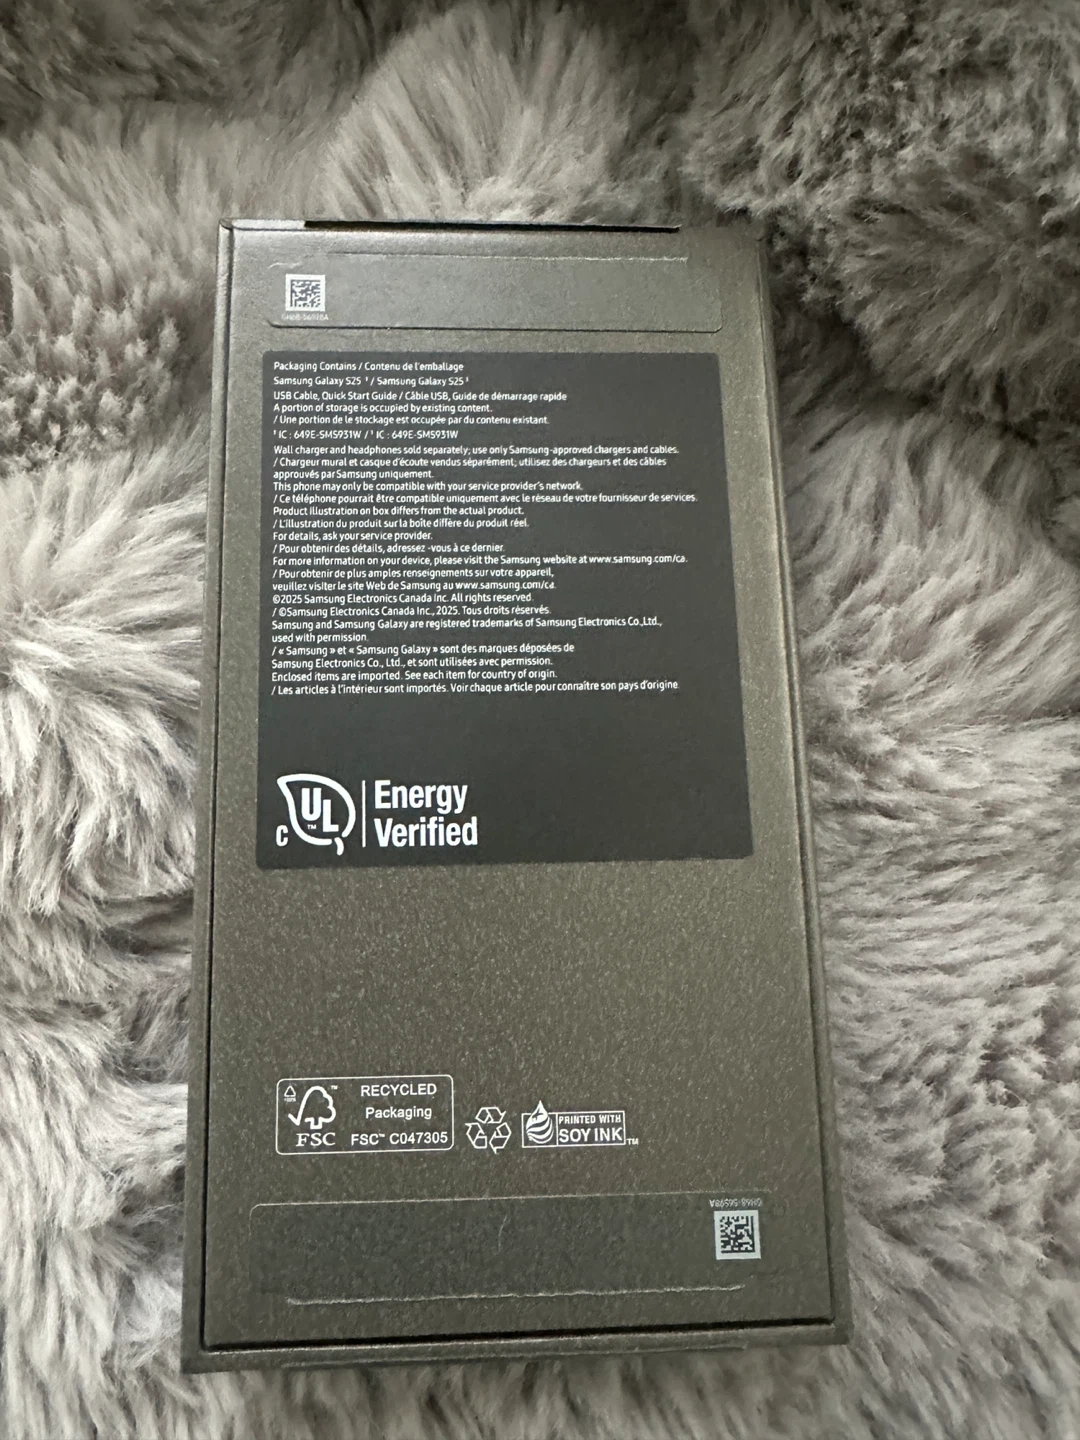 GH68-56598A
Packaging Contains / Contenu de l'emballage
Samsung Galaxy S25 ¹ / Samsung Galaxy S25 ¹
USB Cable, Quick Start Guide / Câble USB, Guide de démarrage rapide
A portion of storage is occupied by existing content.
/ Une portion de le stockage est occupée par du contenu existant.
¹ IC : 649E-SMS931W / ¹ IC : 649E-SMS931W
Wall charger and headphones sold separately; use only Samsung-approved chargers and cables.
/ Chargeur mural et casque d'écoute vendus séparément; utilisez des chargeurs et des câbles
approuvés par Samsung uniquement.
This phone may only be compatible with your service provider's network.
/ Ce téléphone pourrait être compatible uniquement avec le réseau de votre fournisseur de services.
Product illustration on box differs from the actual product.
/ L'illustration du produit sur la boîte diffère du produit réel.
For details, ask your service provider.
/ Pour obtenir des détails, adressez -vous à ce dernier.
For more information on your device, please visit the Samsung website at www.samsung.com/ca.
/ Pour obtenir de plus amples renseignements sur votre appareil,
veuillez visiter le site Web de Samsung au www.samsung.com/ca.
©2025 Samsung Electronics Canada Inc. All rights reserved.
/ ©Samsung Electronics Canada Inc., 2025. Tous droits réservés.
Samsung and Samsung Galaxy are registered trademarks of Samsung Electronics Co.,Ltd.,
used with permission.
/ « Samsung » et « Samsung Galaxy » sont des marques déposées de
Samsung Electronics Co., Ltd., et sont utilisées avec permission.
Enclosed items are imported. See each item for country of origin.
/ Les articles à l'intérieur sont importés. Voir chaque article pour connaître son pays d'origine.
C UL™ Energy
Verified
RECYCLED
Packaging
FSC FSC™ C047305
PRINTED WITH
SOY INK™
GH68-56598A